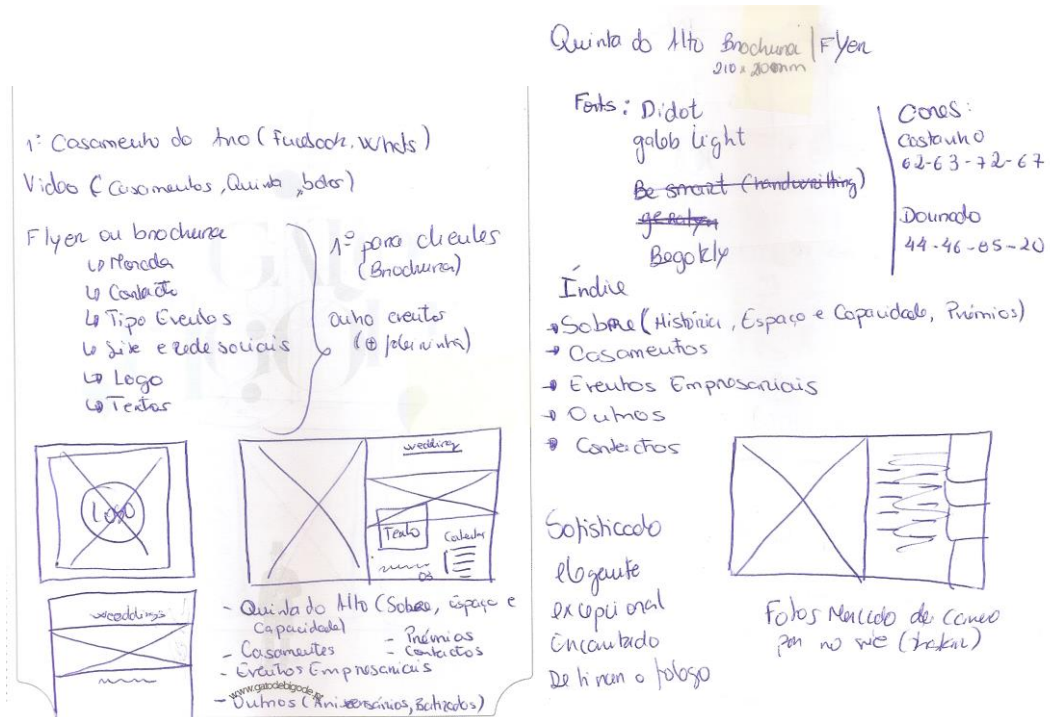 1º Casamento do Ano (Facebook, Whats)
Video (Casamentos, Quinta, bolos)
Flyer ou brochura
↳ Morada
↳ Contacto
↳ Tipo Eventos
↳ Site e rede sociais
↳ Logo
↳ Textos
1º para clientes
(Brochura)
outro eventos
LOGO
wedding
Texto
weddings
- Quinta do Alto (Sobre, Espaço e
Capacidade)
- Prémios
- Casamentos
- Contactos
- Eventos Empresariais
www.gatodebigode.pt
- Outros (Aniversários, Batizados)
Quinta do Alto Brochura | Flyer
210 x 200mm
Fonts: Didot
galob light
Be smart (handwriting)
Begokly
Cores:
Castanho
62-63-72-67
Dourado
44-46-85-20
Índice
→ Sobre (História, Espaço e Capacidade, Prémios)
→ Casamentos
→ Eventos Empresariais
→ Outros
→ Contactos
Sofisticado
elegante
excepcional
Encantado
Fotos
no